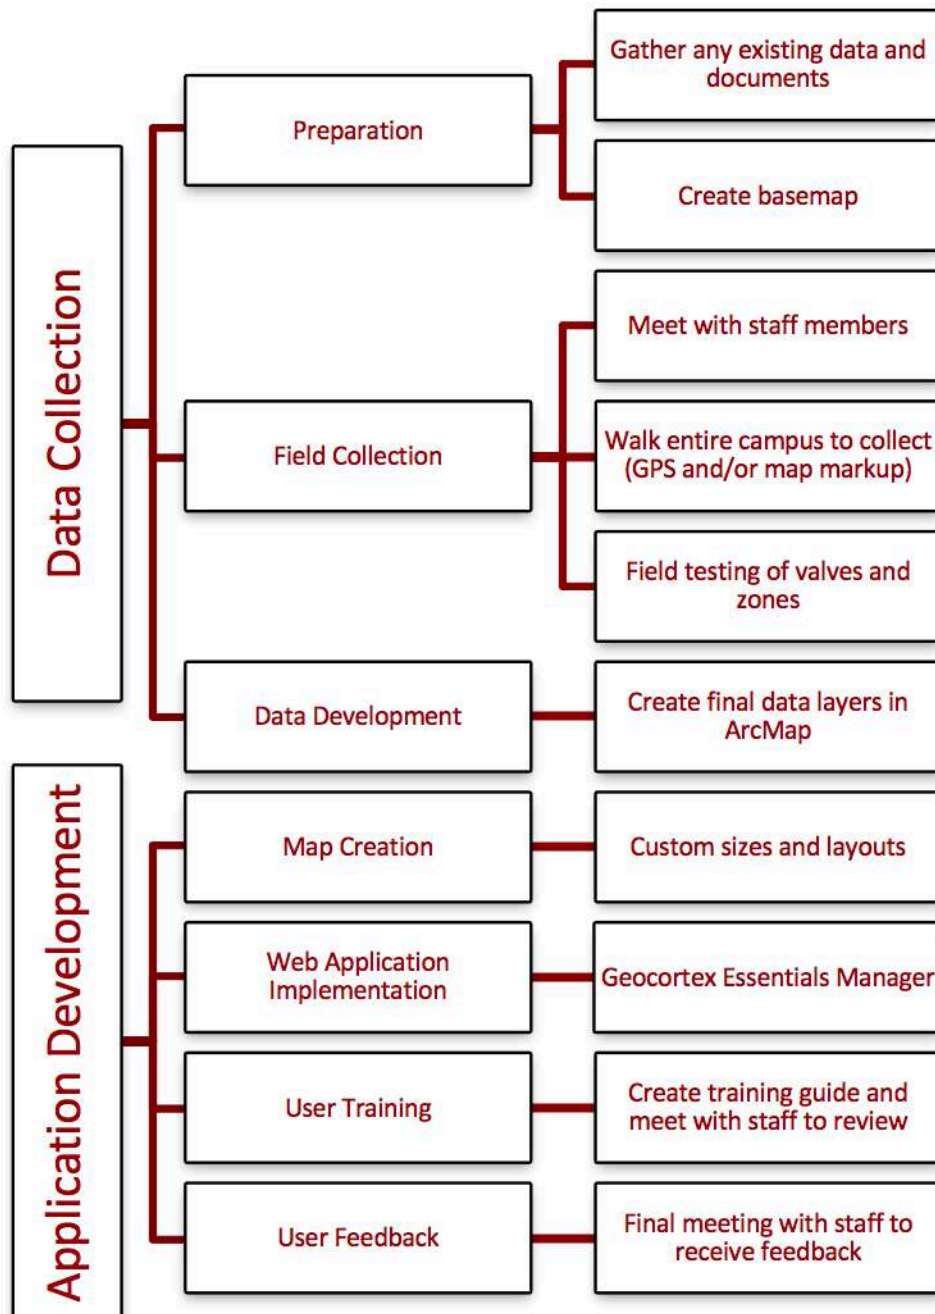 Data Collection
Preparation
Gather any existing data and
documents
Create basemap
Field Collection
Meet with staff members
Walk entire campus to collect
(GPS and/or map markup)
Field testing of valves and
zones
Data Development
Create final data layers in
ArcMap
Application Development
Map Creation
Custom sizes and layouts
Web Application
Implementation
Geocortex Essentials Manager
User Training
Create training guide and
meet with staff to review
User Feedback
Final meeting with staff to
receive feedback